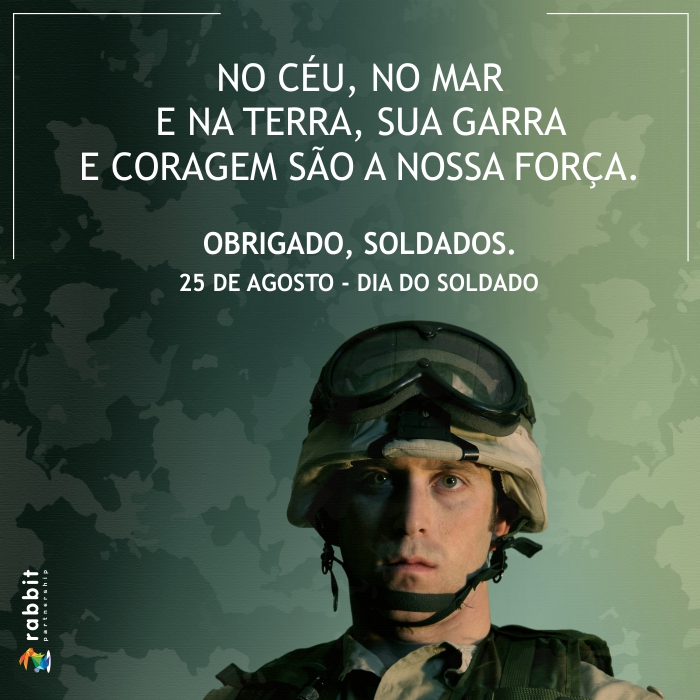 NO CÉU, NO MAR
E NA TERRA, SUA GARRA
E CORAGEM SÃO A NOSSA FORÇA.
OBRIGADO, SOLDADOS.
25 DE AGOSTO - DIA DO SOLDADO
rabbit
partnership